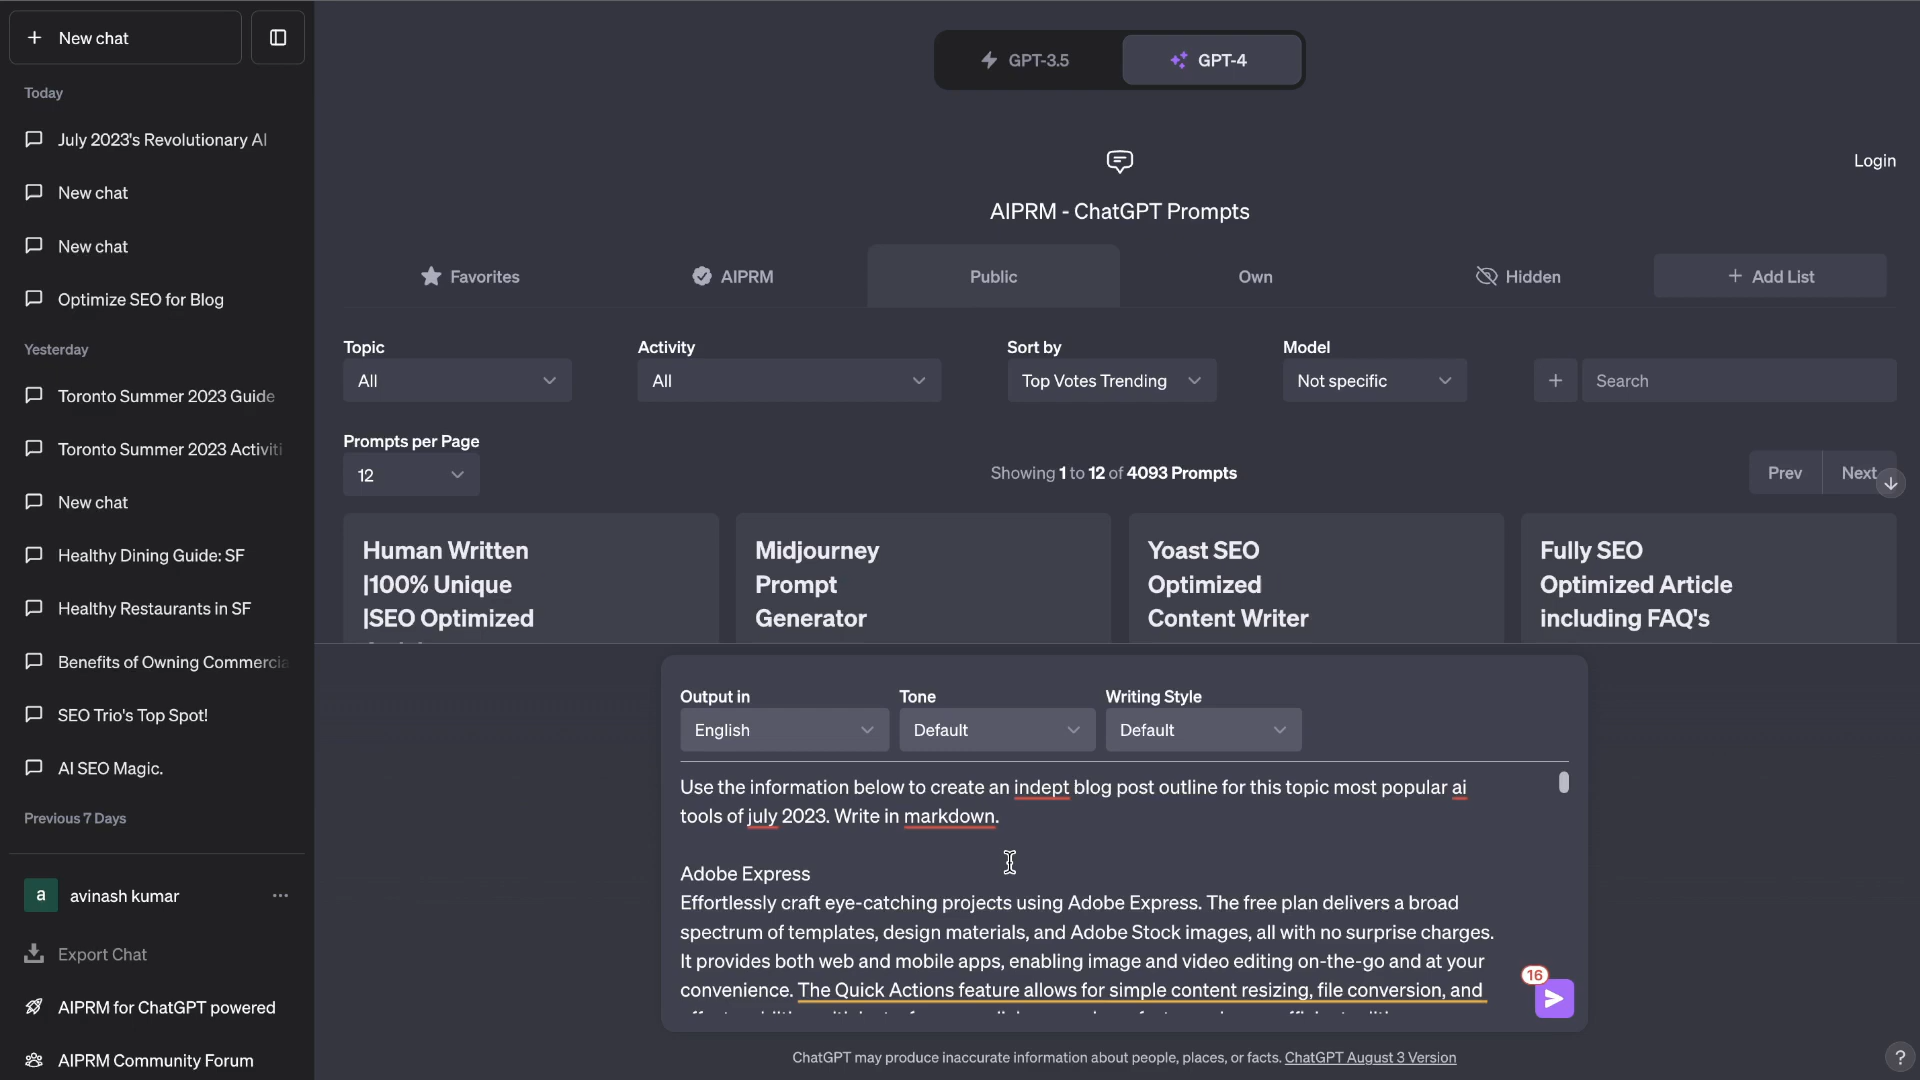 New chat
Today
July 2023's Revolutionary AI
New chat
New chat
Optimize SEO for Blog
Yesterday
Toronto Summer 2023 Guide
Toronto Summer 2023 Activiti
New chat
Healthy Dining Guide: SF
Healthy Restaurants in SF
Benefits of Owning Commercia
SEO Trio's Top Spot!
AI SEO Magic.
Previous 7 Days
a avinash kumar
Export Chat
AIPRM for ChatGPT powered
AIPRM Community Forum
GPT-3.5 GPT-4
Login
AIPRM - ChatGPT Prompts
Favorites AIPRM Public Own Hidden + Add List
Topic Activity Sort by Model
All All Top Votes Trending Not specific + Search
Prompts per Page
12 Showing 1 to 12 of 4093 Prompts Prev Next
Human Written
|100% Unique
|SEO Optimized
Midjourney
Prompt
Generator
Yoast SEO
Optimized
Content Writer
Fully SEO
Optimized Article
including FAQ's
Output in Tone Writing Style
English Default Default
Use the information below to create an indept blog post outline for this topic most popular ai
tools of july 2023. Write in markdown.
Adobe Express
Effortlessly craft eye-catching projects using Adobe Express. The free plan delivers a broad
spectrum of templates, design materials, and Adobe Stock images, all with no surprise charges.
It provides both web and mobile apps, enabling image and video editing on-the-go and at your
convenience. The Quick Actions feature allows for simple content resizing, file conversion, and
16
ChatGPT may produce inaccurate information about people, places, or facts. ChatGPT August 3 Version
?